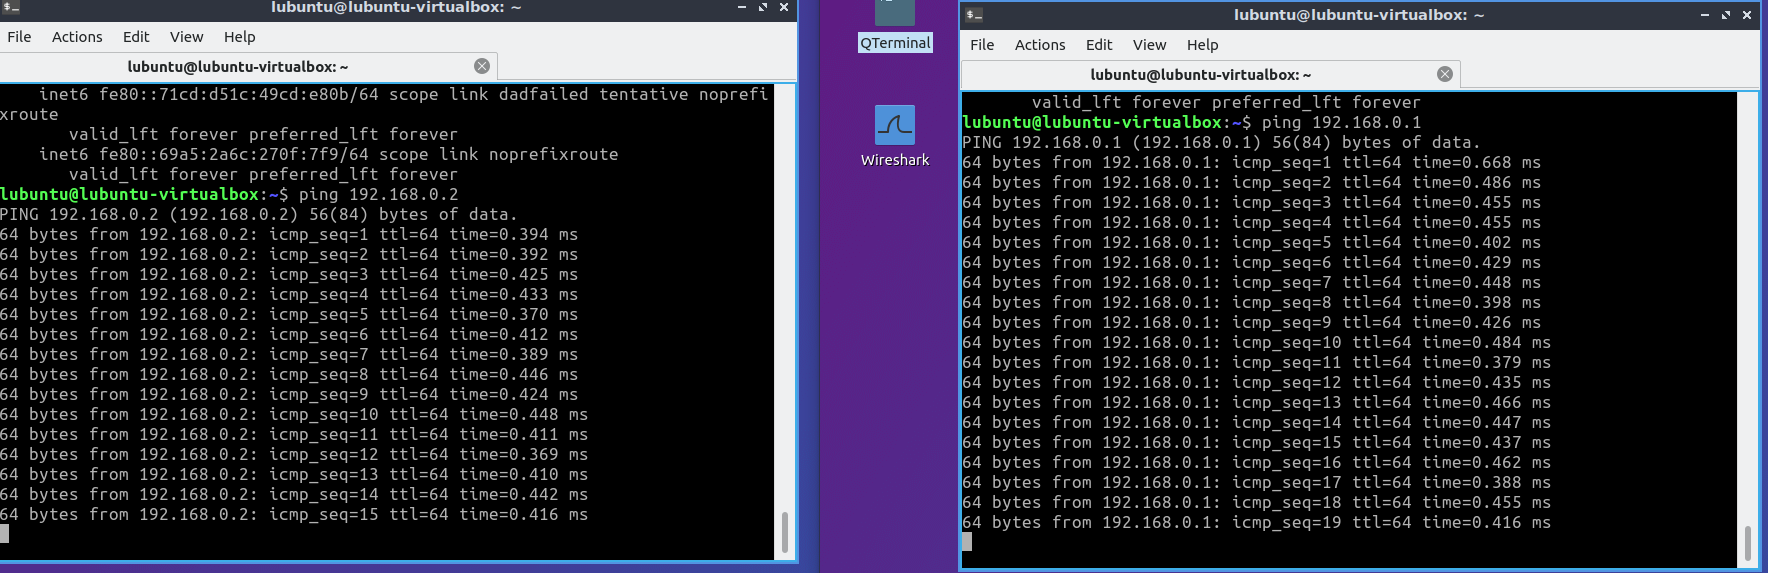 lubuntu@lubuntu-virtualbox: ~
File Actions Edit View Help
lubuntu@lubuntu-virtualbox: ~
inet6 fe80::71cd:d51c:49cd:e80b/64 scope link dadfailed tentative noprefi
xroute
valid_lft forever preferred_lft forever
inet6 fe80::69a5:2a6c:270f:7f9/64 scope link noprefixroute
valid_lft forever preferred_lft forever
lubuntu@lubuntu-virtualbox:~$ ping 192.168.0.2
PING 192.168.0.2 (192.168.0.2) 56(84) bytes of data.
64 bytes from 192.168.0.2: icmp_seq=1 ttl=64 time=0.394 ms
64 bytes from 192.168.0.2: icmp_seq=2 ttl=64 time=0.392 ms
64 bytes from 192.168.0.2: icmp_seq=3 ttl=64 time=0.425 ms
64 bytes from 192.168.0.2: icmp_seq=4 ttl=64 time=0.433 ms
64 bytes from 192.168.0.2: icmp_seq=5 ttl=64 time=0.370 ms
64 bytes from 192.168.0.2: icmp_seq=6 ttl=64 time=0.412 ms
64 bytes from 192.168.0.2: icmp_seq=7 ttl=64 time=0.389 ms
64 bytes from 192.168.0.2: icmp_seq=8 ttl=64 time=0.446 ms
64 bytes from 192.168.0.2: icmp_seq=9 ttl=64 time=0.424 ms
64 bytes from 192.168.0.2: icmp_seq=10 ttl=64 time=0.448 ms
64 bytes from 192.168.0.2: icmp_seq=11 ttl=64 time=0.411 ms
64 bytes from 192.168.0.2: icmp_seq=12 ttl=64 time=0.369 ms
64 bytes from 192.168.0.2: icmp_seq=13 ttl=64 time=0.410 ms
64 bytes from 192.168.0.2: icmp_seq=14 ttl=64 time=0.442 ms
64 bytes from 192.168.0.2: icmp_seq=15 ttl=64 time=0.416 ms
QTerminal
Wireshark
lubuntu@lubuntu-virtualbox: ~
File Actions Edit View Help
lubuntu@lubuntu-virtualbox: ~
valid_lft forever preferred_lft forever
lubuntu@lubuntu-virtualbox:~$ ping 192.168.0.1
PING 192.168.0.1 (192.168.0.1) 56(84) bytes of data.
64 bytes from 192.168.0.1: icmp_seq=1 ttl=64 time=0.668 ms
64 bytes from 192.168.0.1: icmp_seq=2 ttl=64 time=0.486 ms
64 bytes from 192.168.0.1: icmp_seq=3 ttl=64 time=0.455 ms
64 bytes from 192.168.0.1: icmp_seq=4 ttl=64 time=0.455 ms
64 bytes from 192.168.0.1: icmp_seq=5 ttl=64 time=0.402 ms
64 bytes from 192.168.0.1: icmp_seq=6 ttl=64 time=0.429 ms
64 bytes from 192.168.0.1: icmp_seq=7 ttl=64 time=0.448 ms
64 bytes from 192.168.0.1: icmp_seq=8 ttl=64 time=0.398 ms
64 bytes from 192.168.0.1: icmp_seq=9 ttl=64 time=0.426 ms
64 bytes from 192.168.0.1: icmp_seq=10 ttl=64 time=0.484 ms
64 bytes from 192.168.0.1: icmp_seq=11 ttl=64 time=0.379 ms
64 bytes from 192.168.0.1: icmp_seq=12 ttl=64 time=0.435 ms
64 bytes from 192.168.0.1: icmp_seq=13 ttl=64 time=0.466 ms
64 bytes from 192.168.0.1: icmp_seq=14 ttl=64 time=0.447 ms
64 bytes from 192.168.0.1: icmp_seq=15 ttl=64 time=0.437 ms
64 bytes from 192.168.0.1: icmp_seq=16 ttl=64 time=0.462 ms
64 bytes from 192.168.0.1: icmp_seq=17 ttl=64 time=0.388 ms
64 bytes from 192.168.0.1: icmp_seq=18 ttl=64 time=0.455 ms
64 bytes from 192.168.0.1: icmp_seq=19 ttl=64 time=0.416 ms